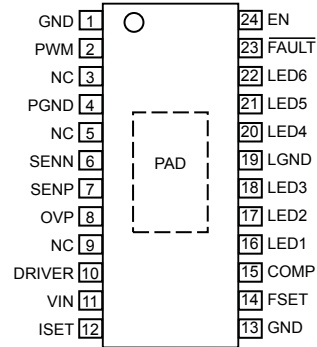 GND 1
PWM 2
NC 3
PGND 4
NC 5
SENN 6
SENP 7
OVP 8
NC 9
DRIVER 10
VIN 11
ISET 12
PAD
24 EN
23 FAULT
22 LED6
21 LED5
20 LED4
19 LGND
18 LED3
17 LED2
16 LED1
15 COMP
14 FSET
13 GND